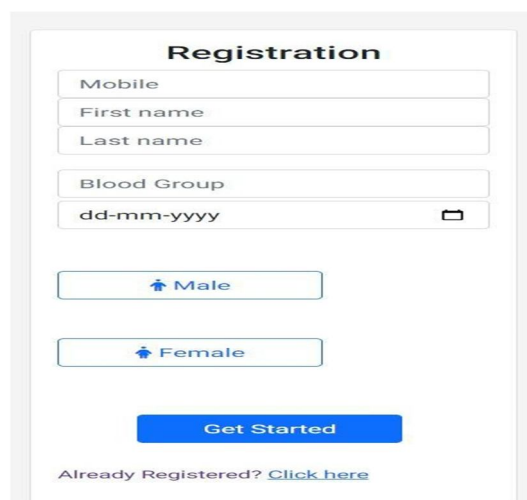 Registration
Mobile
First name
Last name
Blood Group
dd-mm-yyyy
Male
Female
Get Started
Already Registered? Click here